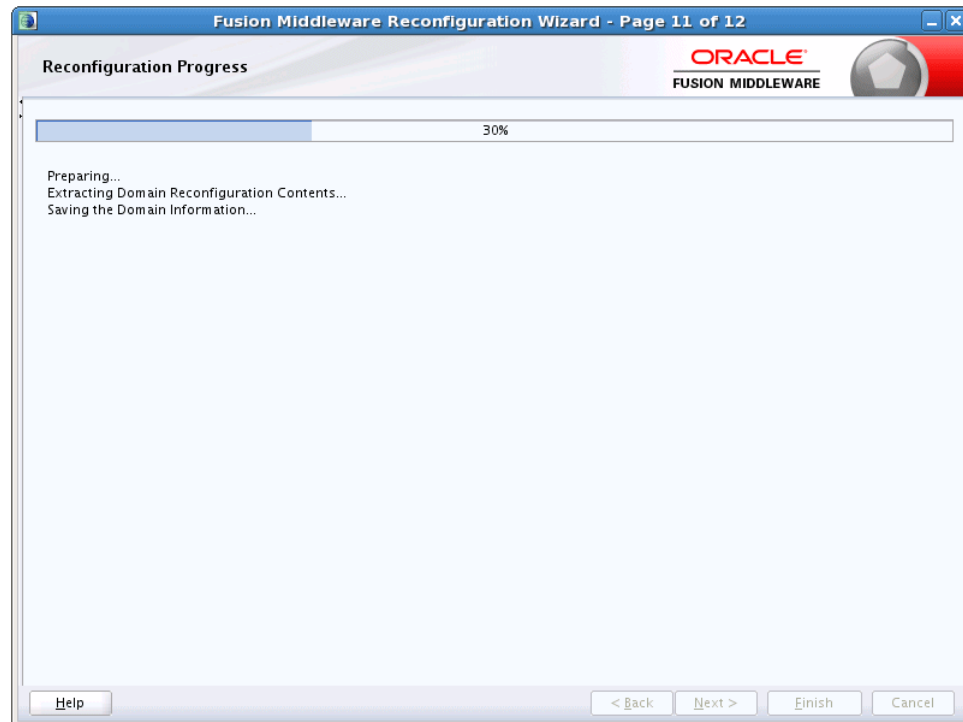 Fusion Middleware Reconfiguration Wizard - Page 11 of 12
Reconfiguration Progress
ORACLE
FUSION MIDDLEWARE
30%
Preparing...
Extracting Domain Reconfiguration Contents...
Saving the Domain Information...
Help
< Back
Next >
Finish
Cancel